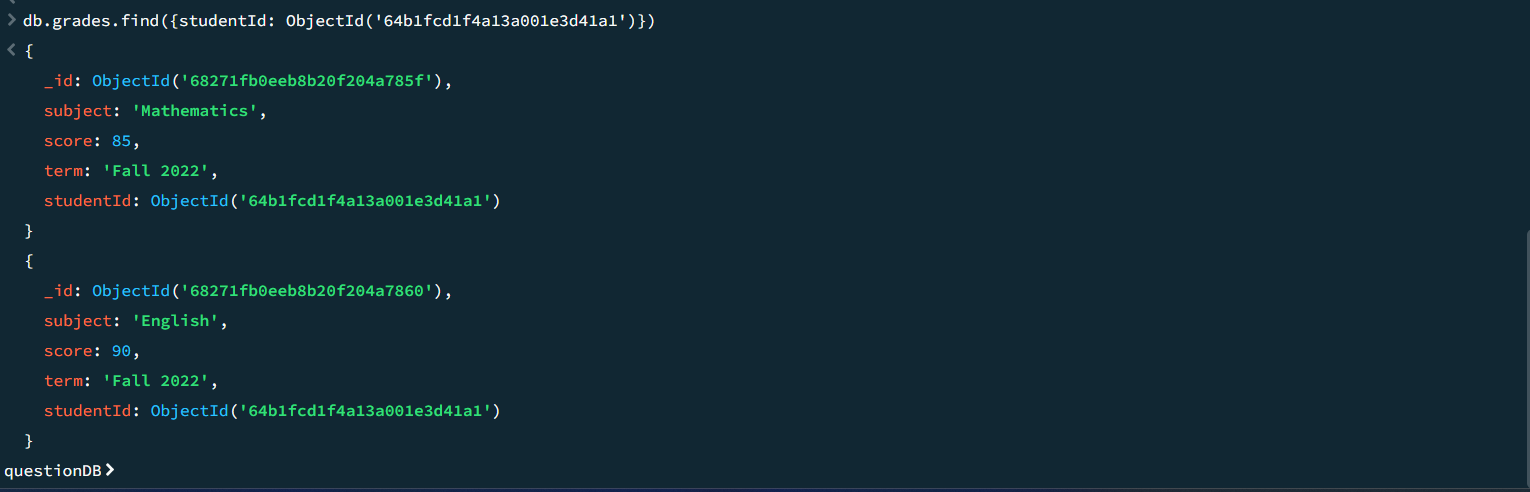 > db.grades.find({studentId: ObjectId('64b1fcd1f4a13a001e3d41a1')})
< {
_id: ObjectId('68271fb0eeb8b20f204a785f'),
subject: 'Mathematics',
score: 85,
term: 'Fall 2022',
studentId: ObjectId('64b1fcd1f4a13a001e3d41a1')
}
{
_id: ObjectId('68271fb0eeb8b20f204a7860'),
subject: 'English',
score: 90,
term: 'Fall 2022',
studentId: ObjectId('64b1fcd1f4a13a001e3d41a1')
}
questionDB>